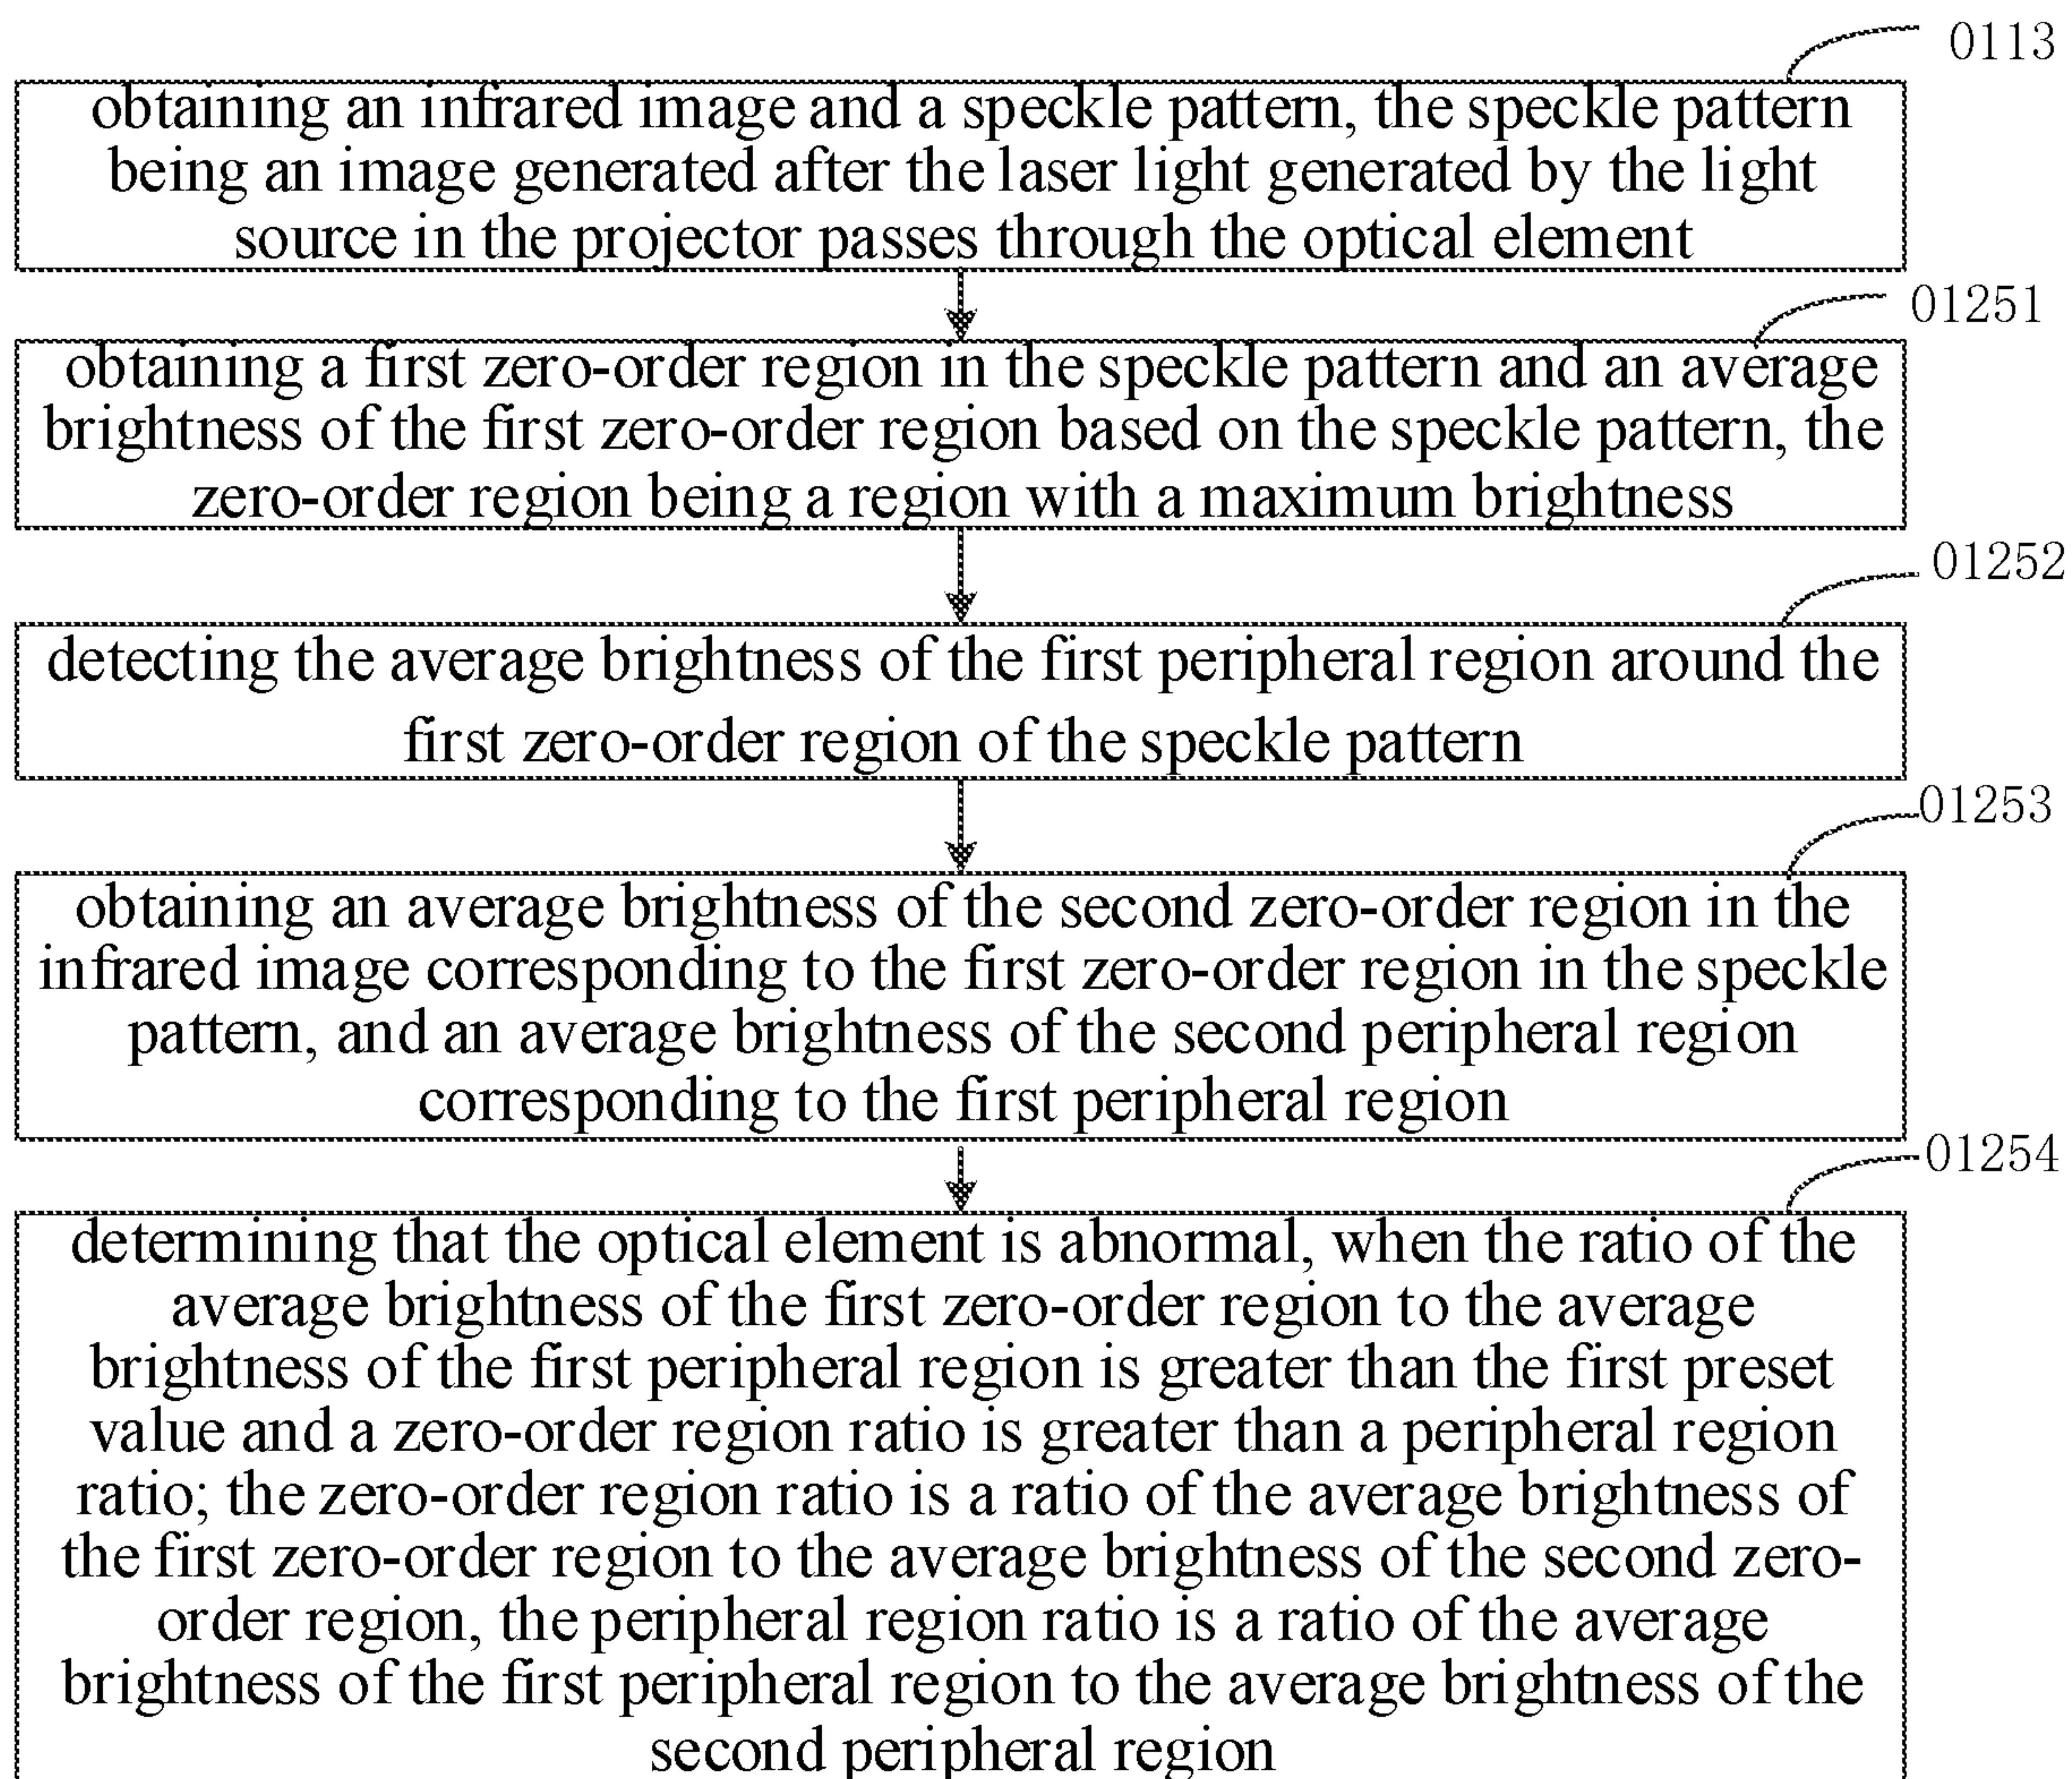 0113
obtaining an infrared image and a speckle pattern, the speckle pattern
being an image generated after the laser light generated by the light
source in the projector passes through the optical element
01251
obtaining a first zero-order region in the speckle pattern and an average
brightness of the first zero-order region based on the speckle pattern, the
zero-order region being a region with a maximum brightness
01252
detecting the average brightness of the first peripheral region around the
first zero-order region of the speckle pattern
01253
obtaining an average brightness of the second zero-order region in the
infrared image corresponding to the first zero-order region in the speckle
pattern, and an average brightness of the second peripheral region
corresponding to the first peripheral region
01254
determining that the optical element is abnormal, when the ratio of the
average brightness of the first zero-order region to the average
brightness of the first peripheral region is greater than the first preset
value and a zero-order region ratio is greater than a peripheral region
ratio; the zero-order region ratio is a ratio of the average brightness of
the first zero-order region to the average brightness of the second zero-
order region, the peripheral region ratio is a ratio of the average
brightness of the first peripheral region to the average brightness of the
second peripheral region